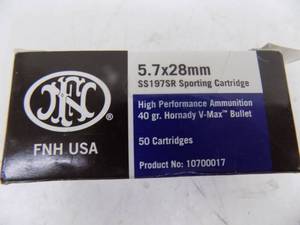 FN
®
FNH USA
5.7x28mm
SS197SR Sporting Cartridge
High Performance Ammunition
40 gr. Hornady V-Max™ Bullet
50 Cartridges
Product No: 10700017